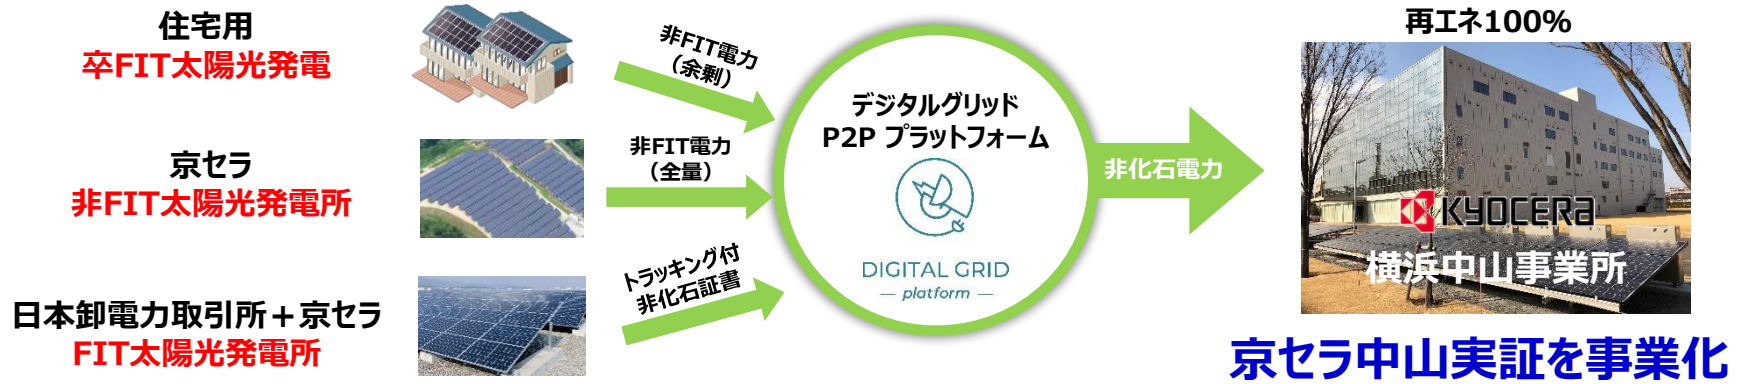 住宅用
卒FIT太陽光発電
非FIT電力
（余剰）
京セラ
非FIT太陽光発電所
非FIT電力
（全量）
日本卸電力取引所＋京セラ
FIT太陽光発電所
トラッキング付
非化石証書
デジタルグリッド
P2P プラットフォーム
DIGITAL GRID
— platform —
非化石電力
再エネ100%
KYOCERA
横浜中山事業所
京セラ中山実証を事業化